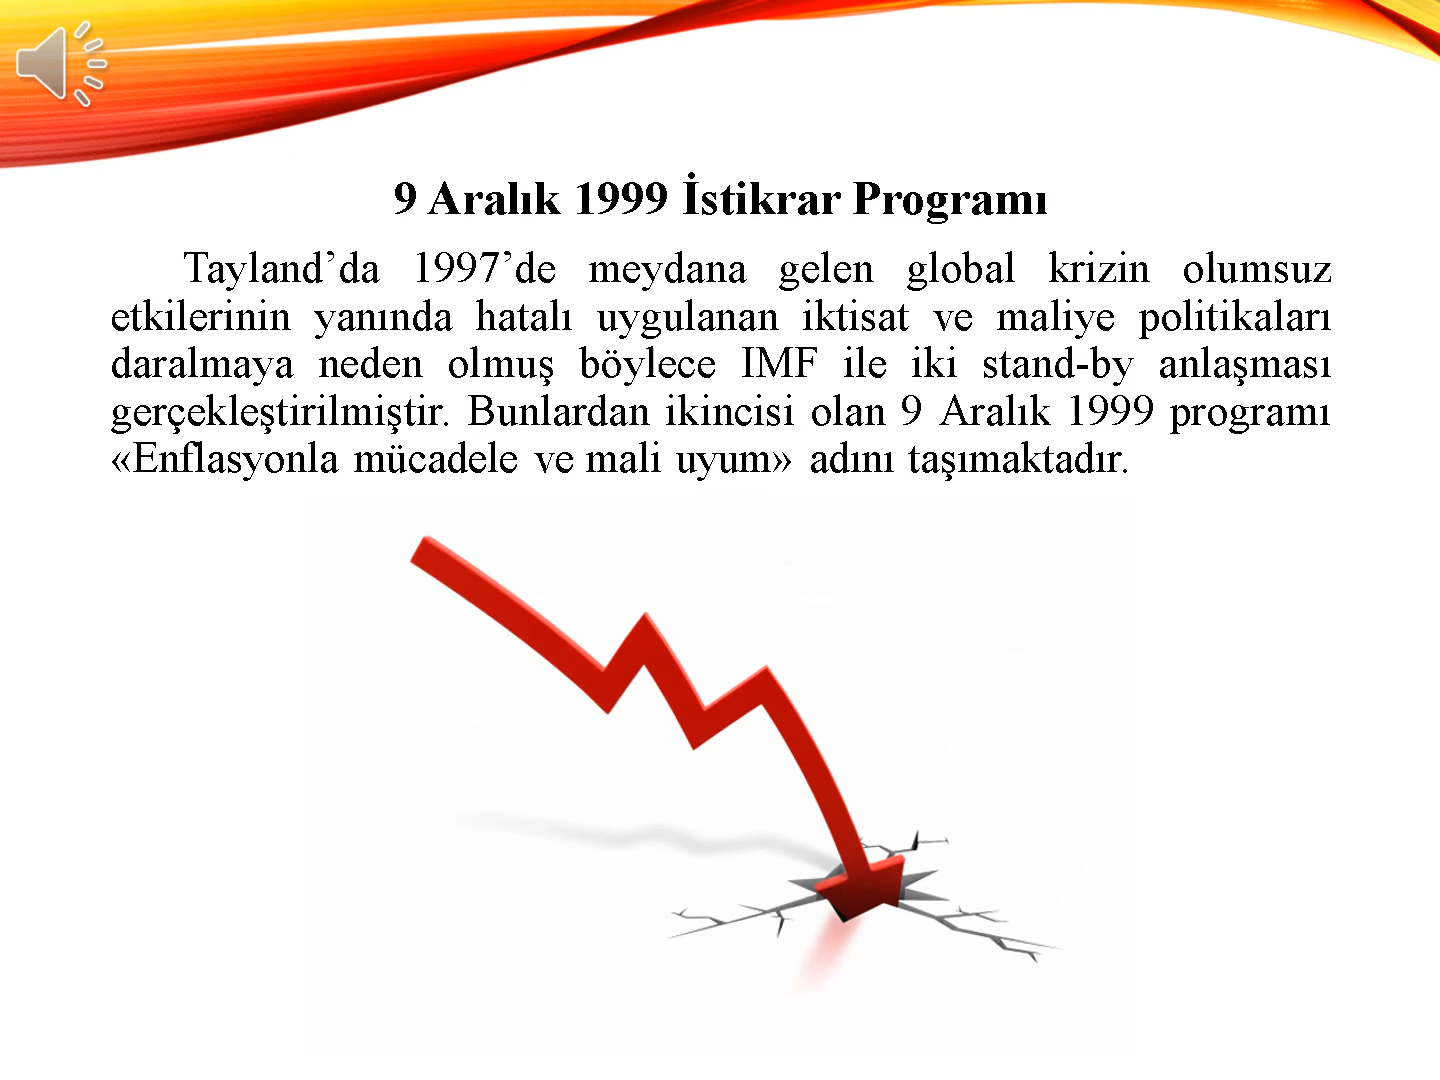 9 Aralık 1999 İstikrar Programı
Tayland’da 1997’de meydana gelen global krizin olumsuz
etkilerinin yanında hatalı uygulanan iktisat ve maliye politikaları
daralmaya neden olmuş böylece IMF ile iki stand-by anlaşması
gerçekleştirilmiştir. Bunlardan ikincisi olan 9 Aralık 1999 programı
«Enflasyonla mücadele ve mali uyum» adını taşımaktadır.